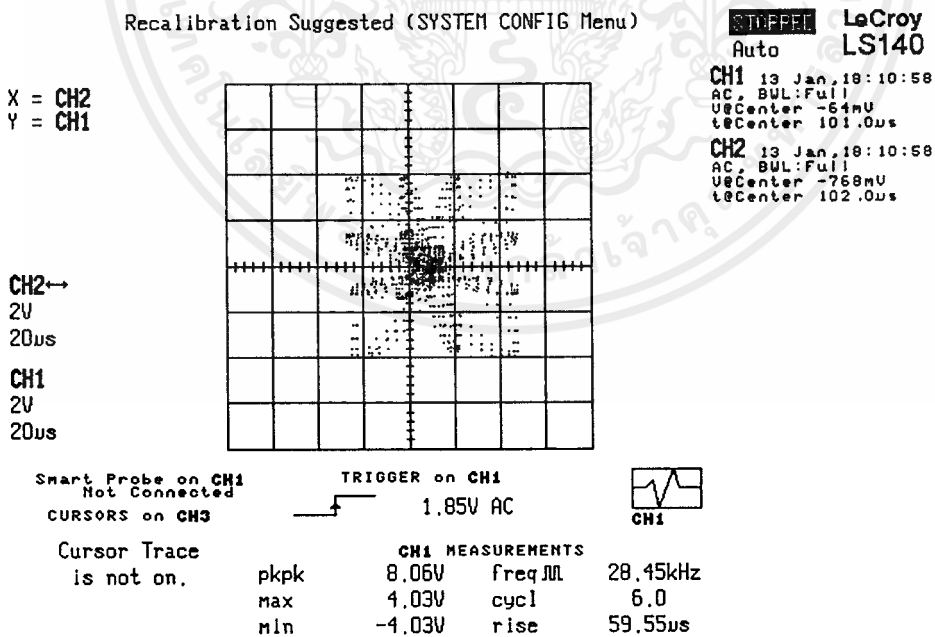 Recalibration Suggested (SYSTEM CONFIG Menu)
STOPPED
LeCroy
Auto
LS140
CH1 13 Jan,18:10:58
AC, BWL:Full
V@Center -64mV
t@Center 101.0us
CH2 13 Jan,18:10:58
AC, BWL:Full
V@Center -768mV
t@Center 102.0us
X = CH2
Y = CH1
CH2↔
2V
20us
CH1
2V
20us
Smart Probe on CH1
Not Connected
CURSORS on CH3
TRIGGER on CH1
1.85V AC
CH1
Cursor Trace
is not on.
CH1 MEASUREMENTS
pkpk 8.06V freq 28.45kHz
max 4.03V cycl 6.0
min -4.03V rise 59.55us